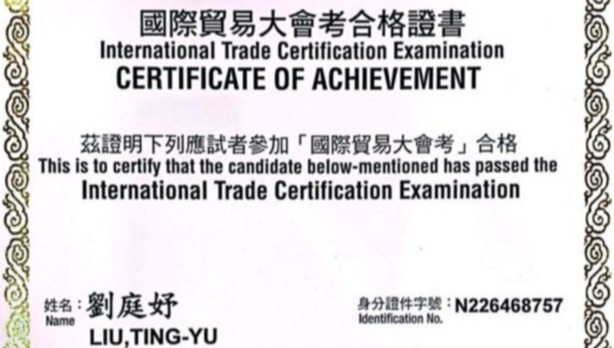 國際貿易大會考合格證書
International Trade Certification Examination
CERTIFICATE OF ACHIEVEMENT
茲證明下列應試者參加「國際貿易大會考」合格
This is to certify that the candidate below-mentioned has passed the
International Trade Certification Examination
姓名：劉庭妤 身分證件字號：N226468757
Name Identification No.
LIU,TING-YU